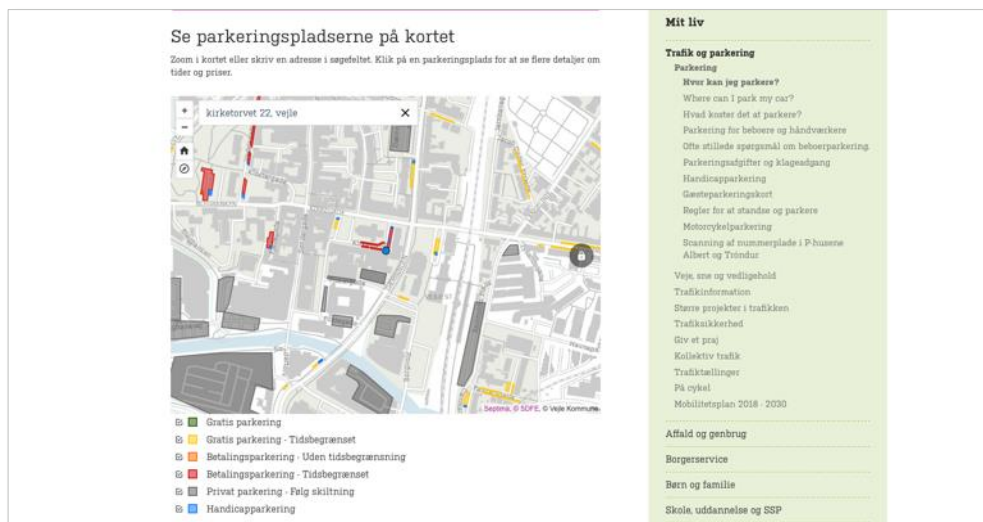 Se parkeringspladserne på kortet
Zoom i kortet eller skriv en adresse i søgefeltet. Klik på en parkeringsplads for at se flere detaljer om
tider og priser.
kirketorvet 22, vejle
Septima, © SDFE, © Vejle Kommune
Gratis parkering
Gratis parkering - Tidsbegrænset
Betalingsparkering - Uden tidsbegrænsning
Betalingsparkering - Tidsbegrænset
Privat parkering - Følg skiltning
Handicapparkering
Mit liv
Trafik og parkering
Parkering
Hvor kan jeg parkere?
Where can I park my car?
Hvad koster det at parkere?
Parkering for beboere og håndværkere
Ofte stillede spørgsmål om beboerparkering.
Parkeringsafgifter og klageadgang
Handicapparkering
Gæsteparkeringskort
Regler for at standse og parkere
Motorcykelparkering
Scanning af nummerplade i P-husene
Albert og Tróndur
Veje, sne og vedligehold
Trafikinformation
Større projekter i trafikken
Trafiksikkerhed
Giv et praj
Kollektiv trafik
Trafiktællinger
På cykel
Mobilitetsplan 2018 - 2030
Affald og genbrug
Borgerservice
Børn og familie
Skole, uddannelse og SSP